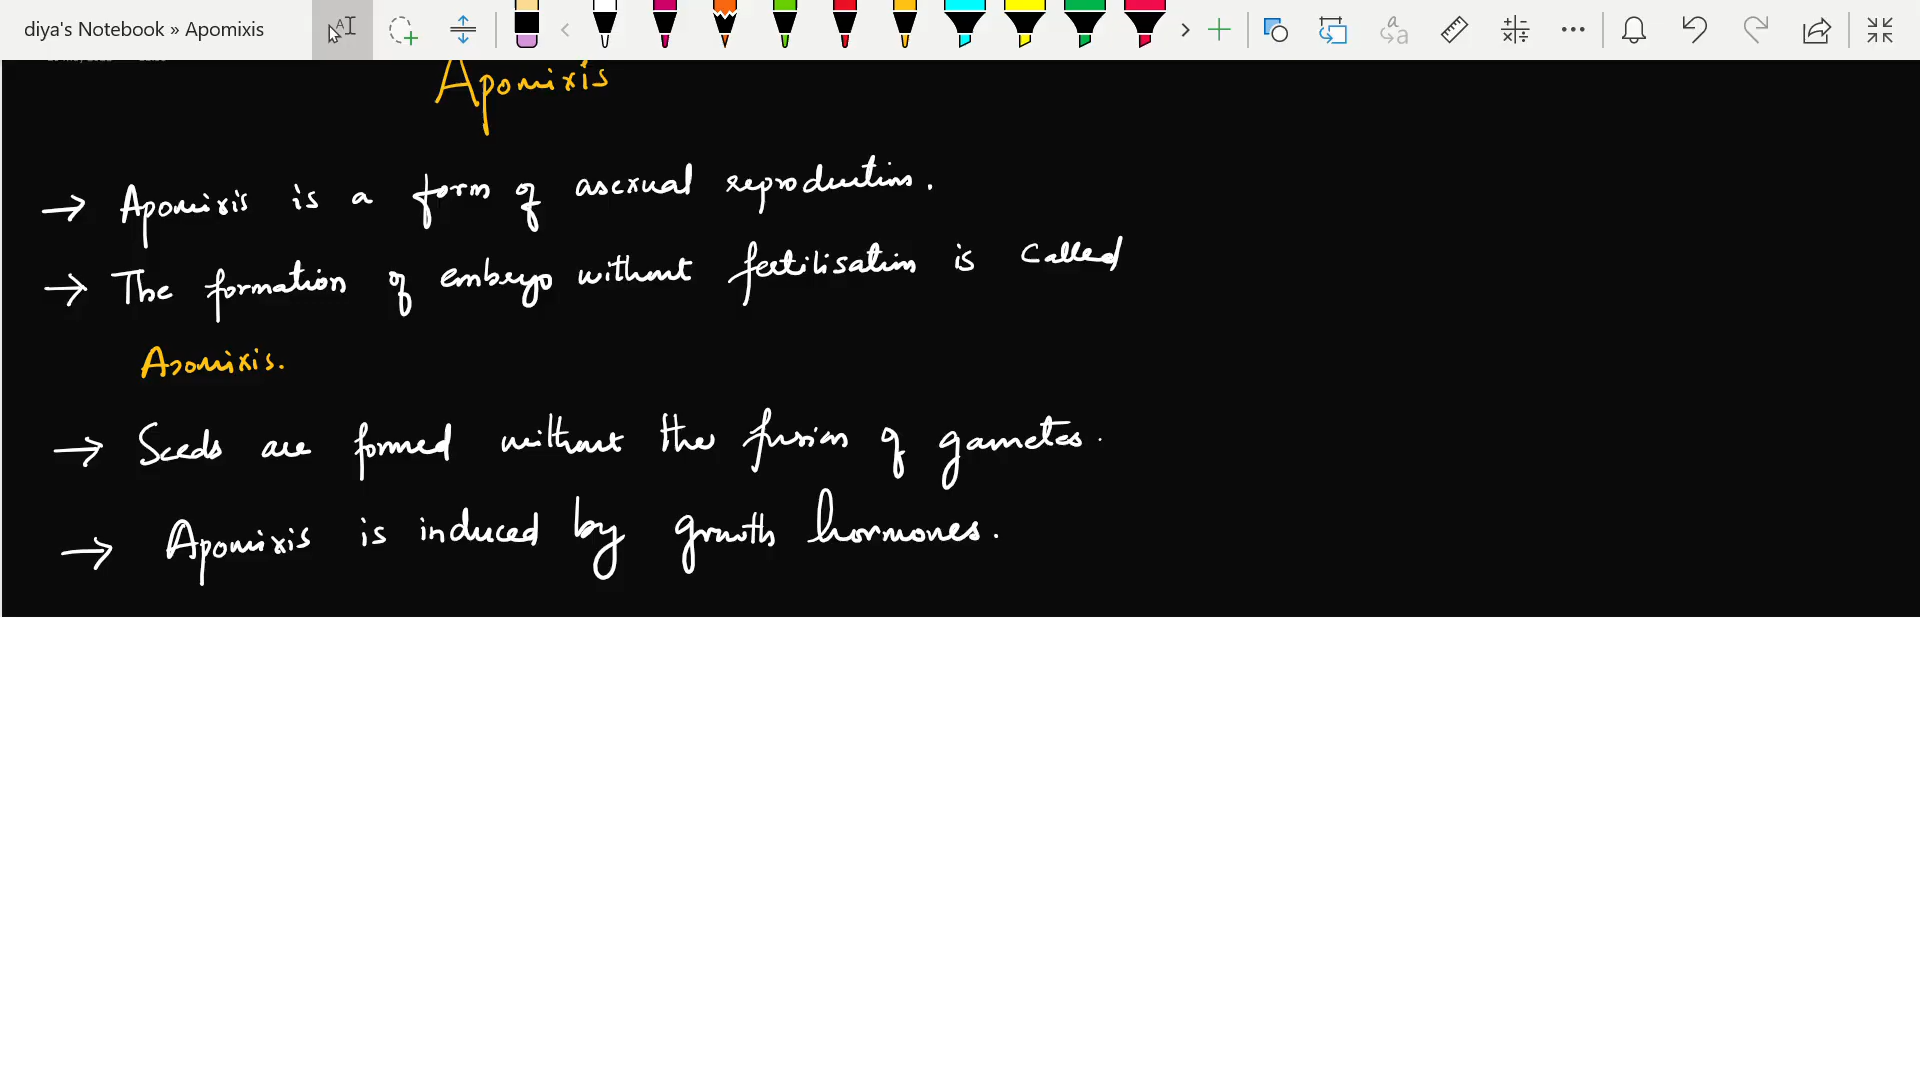 diya's Notebook » Apomixis
Apomixis
→ Apomixis is a form of asexual reproduction.
→ The formation of embryo without fertilisation is called
Apomixis.
→ Seeds are formed without the fusion of gametes.
→ Apomixis is induced by growth hormones.